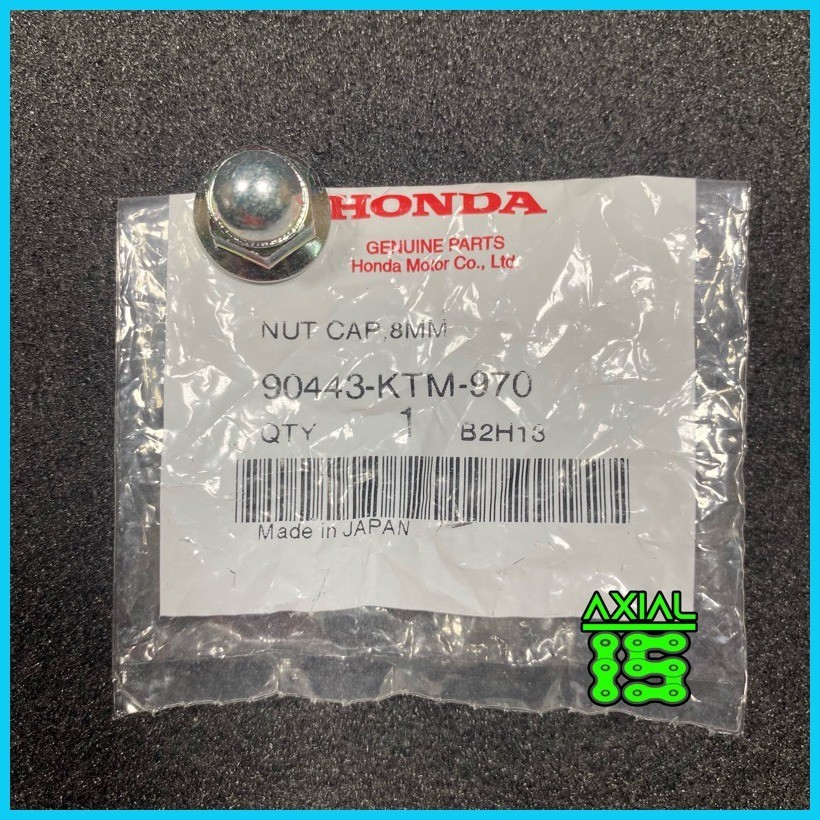 HONDA
GENUINE PARTS
Honda Motor Co., Ltd.
NUT CAP,8MM
90443-KTM-970
QTY 1 B2H13
Made in JAPAN
AXIAL
IS